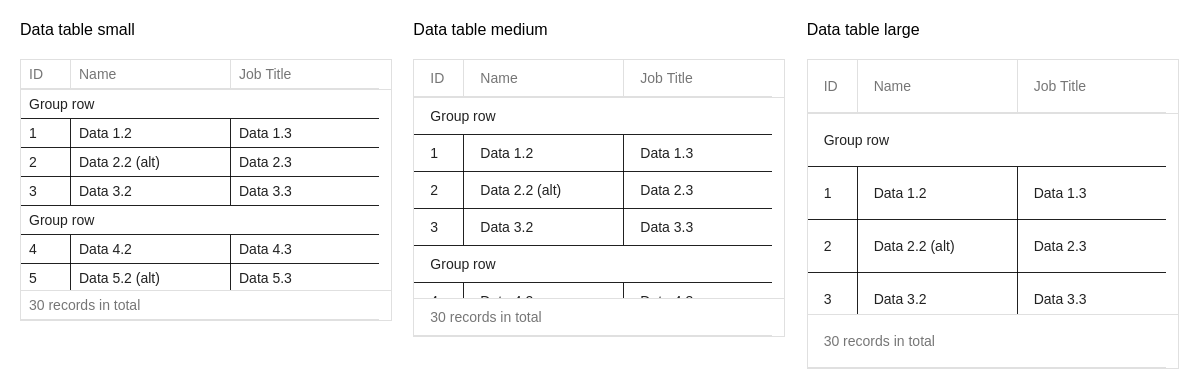 Data table small
ID Name Job Title
Group row
1 Data 1.2 Data 1.3
2 Data 2.2 (alt) Data 2.3
3 Data 3.2 Data 3.3
Group row
4 Data 4.2 Data 4.3
5 Data 5.2 (alt) Data 5.3
30 records in total
Data table medium
ID Name Job Title
Group row
1 Data 1.2 Data 1.3
2 Data 2.2 (alt) Data 2.3
3 Data 3.2 Data 3.3
Group row
30 records in total
Data table large
ID Name Job Title
Group row
1 Data 1.2 Data 1.3
2 Data 2.2 (alt) Data 2.3
3 Data 3.2 Data 3.3
30 records in total